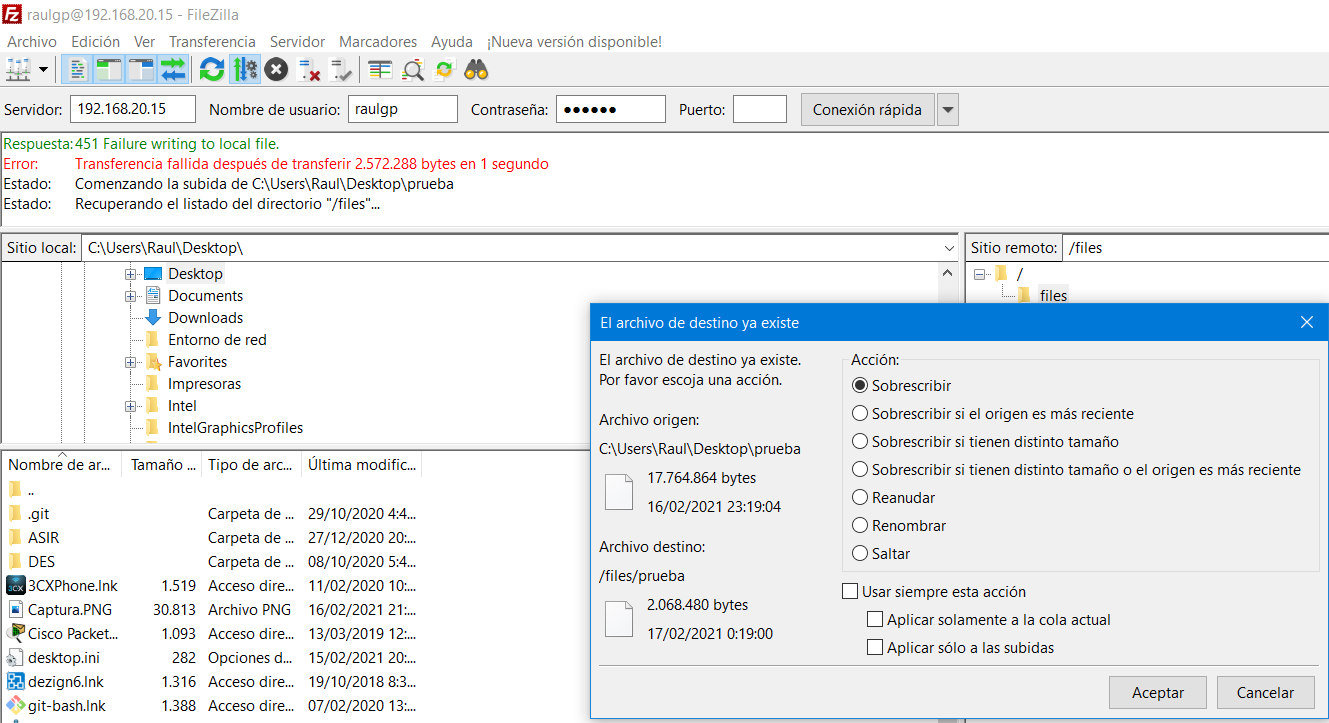 raulgp@192.168.20.15 - FileZilla
Archivo Edición Ver Transferencia Servidor Marcadores Ayuda ¡Nueva versión disponible!
Servidor: 192.168.20.15 Nombre de usuario: raulgp Contraseña: ●●●●●● Puerto: Conexión rápida
Respuesta: 451 Failure writing to local file.
Error: Transferencia fallida después de transferir 2.572.288 bytes en 1 segundo
Estado: Comenzando la subida de C:\Users\Raul\Desktop\prueba
Estado: Recuperando el listado del directorio "/files"...
Sitio local: C:\Users\Raul\Desktop\
Desktop
Documents
Downloads
Entorno de red
Favorites
Impresoras
Intel
IntelGraphicsProfiles
Nombre de ar... Tamaño ... Tipo de arc... Última modific...
..
.git Carpeta de ... 29/10/2020 4:4...
ASIR Carpeta de ... 27/12/2020 20:...
DES Carpeta de ... 08/10/2020 5:4...
3CXPhone.lnk 1.519 Acceso dire... 11/02/2020 10:...
Captura.PNG 30.813 Archivo PNG 16/02/2021 21:...
Cisco Packet... 1.093 Acceso dire... 13/03/2019 12:...
desktop.ini 282 Opciones d... 15/02/2021 20:...
dezign6.lnk 1.316 Acceso dire... 19/10/2018 8:3...
git-bash.lnk 1.388 Acceso dire... 07/02/2020 13:...
Sitio remoto: /files
/
files
El archivo de destino ya existe
El archivo de destino ya existe.
Por favor escoja una acción.
Archivo origen:
C:\Users\Raul\Desktop\prueba
17.764.864 bytes
16/02/2021 23:19:04
Archivo destino:
/files/prueba
2.068.480 bytes
17/02/2021 0:19:00
Acción:
Sobrescribir
Sobrescribir si el origen es más reciente
Sobrescribir si tienen distinto tamaño
Sobrescribir si tienen distinto tamaño o el origen es más reciente
Reanudar
Renombrar
Saltar
Usar siempre esta acción
Aplicar solamente a la cola actual
Aplicar sólo a las subidas
Aceptar Cancelar